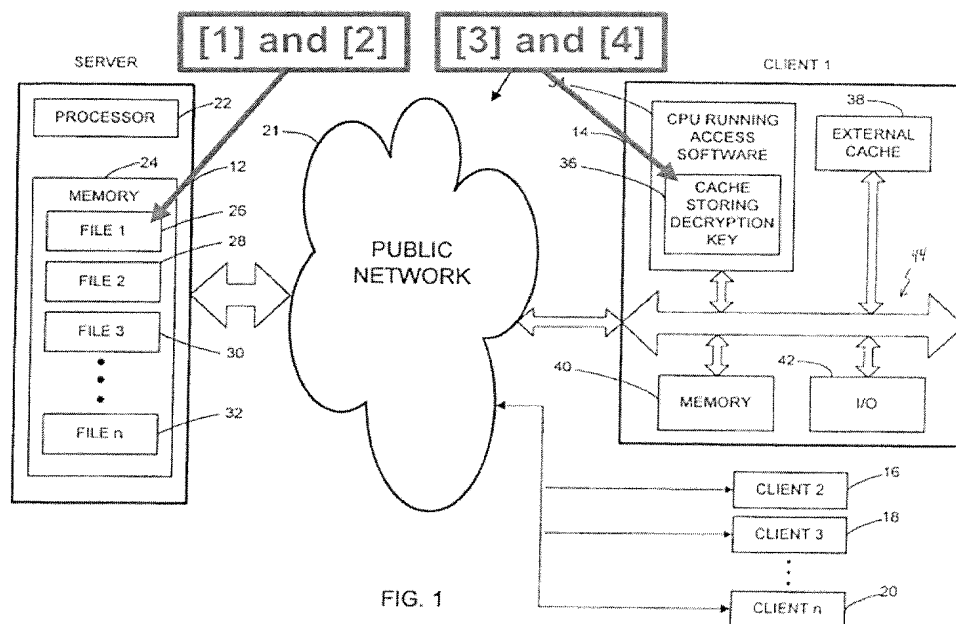 [1] and [2]
[3] and [4]
SERVER
PROCESSOR
22
24
12
MEMORY
FILE 1
26
28
FILE 2
FILE 3
30
FILE n
32
21
PUBLIC
NETWORK
CLIENT 1
14
CPU RUNNING
ACCESS
SOFTWARE
36
CACHE
STORING
DECRYPTION
KEY
38
EXTERNAL
CACHE
44
40
MEMORY
42
I/O
16
CLIENT 2
18
CLIENT 3
20
CLIENT n
FIG. 1